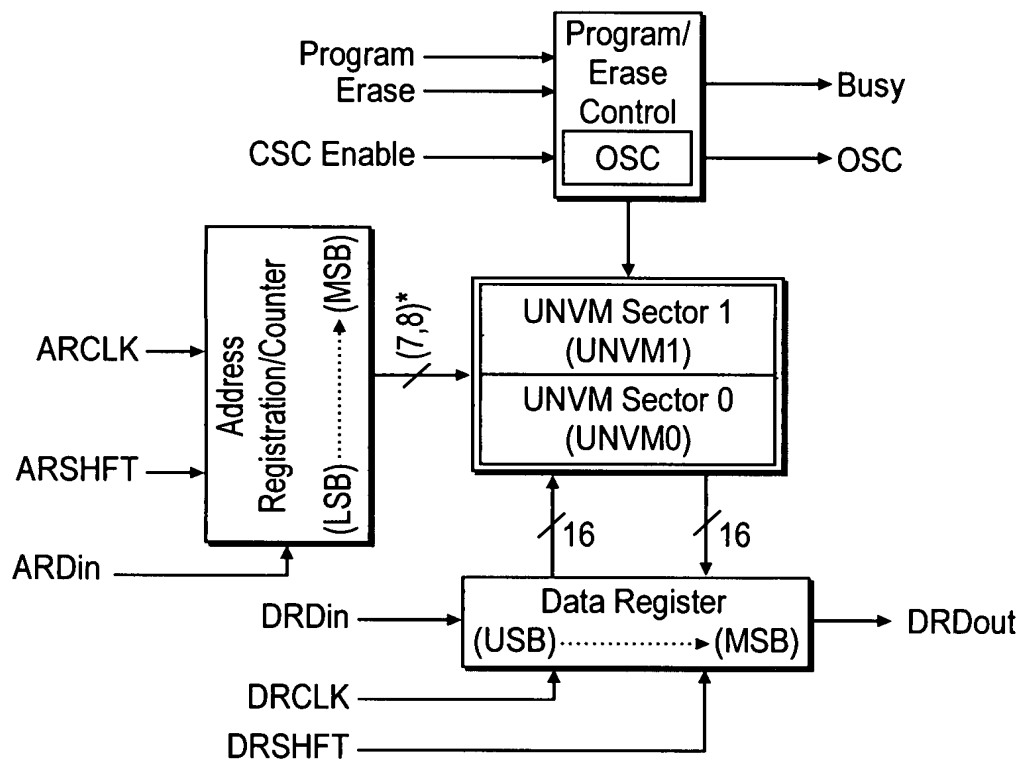 Program
Erase
CSC Enable
Program/
Erase
Control
OSC
Busy
OSC
ARCLK
ARSHFT
ARDin
Address
Registration/Counter
(LSB)
(MSB)
(7,8)*
UNVM Sector 1
(UNVM1)
UNVM Sector 0
(UNVM0)
16
16
DRDin
Data Register
(USB)
(MSB)
DRDout
DRCLK
DRSHFT